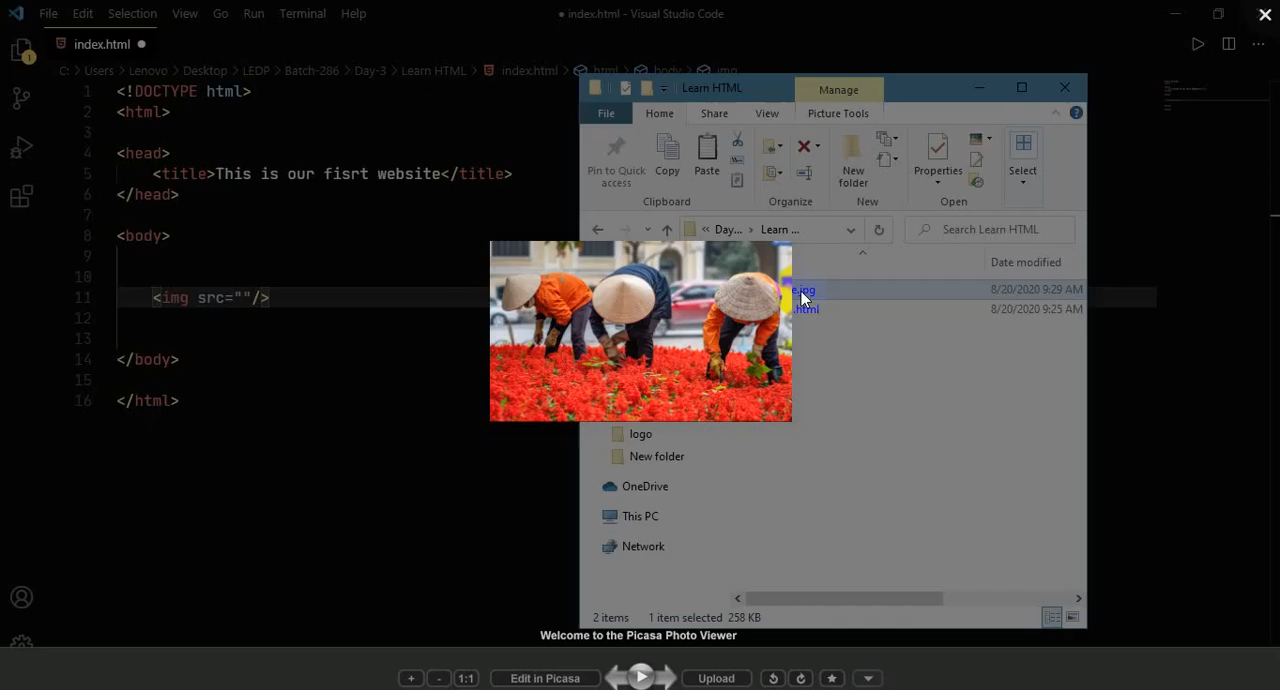 File Edit Selection View Go Run Terminal Help
● index.html - Visual Studio Code
index.html ●
C: > Users > Lenovo > Desktop > LEDP > Batch-286 > Day-3 > Learn HTML > index.html > html > body > img
1 <!DOCTYPE html>
2 <html>
3
4 <head>
5 <title>This is our fisrt website</title>
6 </head>
7
8 <body>
9
10
11 <img src=""/>
12
13
14 </body>
15
16 </html>
1
Learn HTML
Manage
File Home Share View Picture Tools
Pin to Quick access
Copy
Paste
New folder
Properties
Select
Clipboard Organize New Open
« Day... > Learn ...
Search Learn HTML
Date modified
e.jpg 8/20/2020 9:29 AM
.html 8/20/2020 9:25 AM
logo
New folder
OneDrive
This PC
Network
2 items 1 item selected 258 KB
Welcome to the Picasa Photo Viewer
+ - 1:1 Edit in Picasa Upload